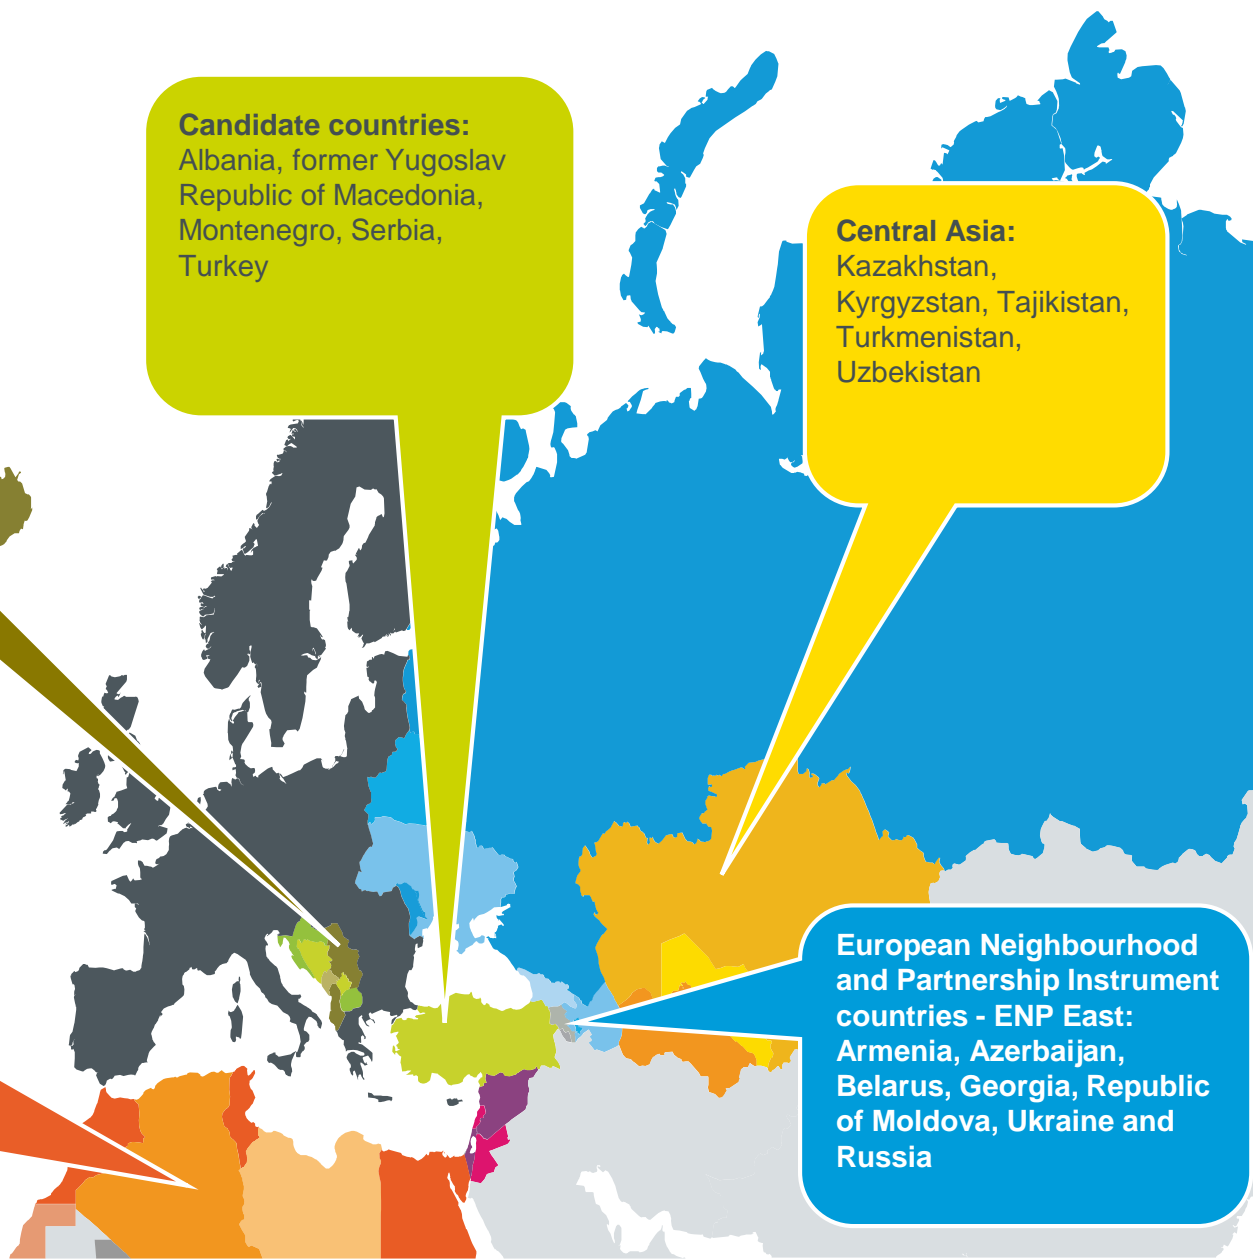 Candidate countries:
Albania, former Yugoslav
Republic of Macedonia,
Montenegro, Serbia,
Turkey
Central Asia:
Kazakhstan,
Kyrgyzstan, Tajikistan,
Turkmenistan,
Uzbekistan
European Neighbourhood
and Partnership Instrument
countries - ENP East:
Armenia, Azerbaijan,
Belarus, Georgia, Republic
of Moldova, Ukraine and
Russia